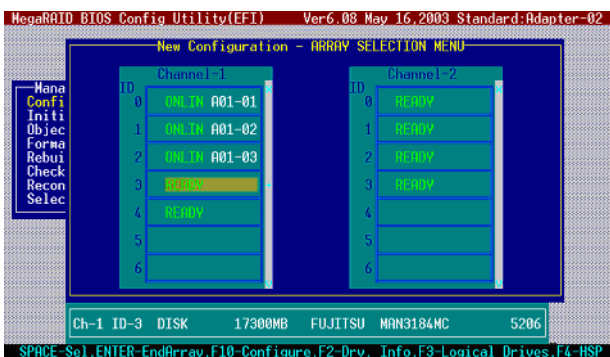 MegaRAID BIOS Config Utility(EFI) Ver6.08 May 16,2003 Standard:Adapter-02
New Configuration - ARRAY SELECTION MENU
Channel-1 Channel-2
Mana ID ID
Confi 0 ONLIN A01-01 0 READY
Initi
Objec 1 ONLIN A01-02 1 READY
Forma
Rebui 2 ONLIN A01-03 2 READY
Check
Recon 3 READY 3 READY
Selec
4 READY 4
5 5
6 6
Ch-1 ID-3 DISK 17300MB FUJITSU MAN3184MC 5206
SPACE-Sel,ENTER-EndArray,F10-Configure,F2-Drv. Info,F3-Logical Drives,F4-HSP